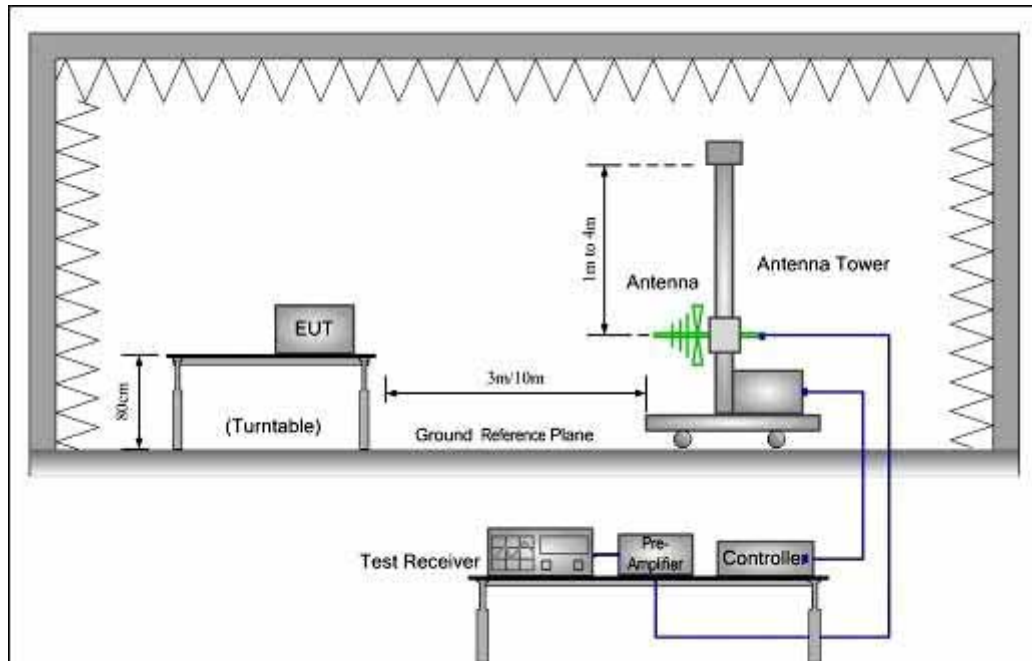 1m to 4m
Antenna Tower
Antenna
EUT
3m/10m
80cm
(Turntable)
Ground Reference Plane
Test Receiver
Pre-
Amplifier
Controller